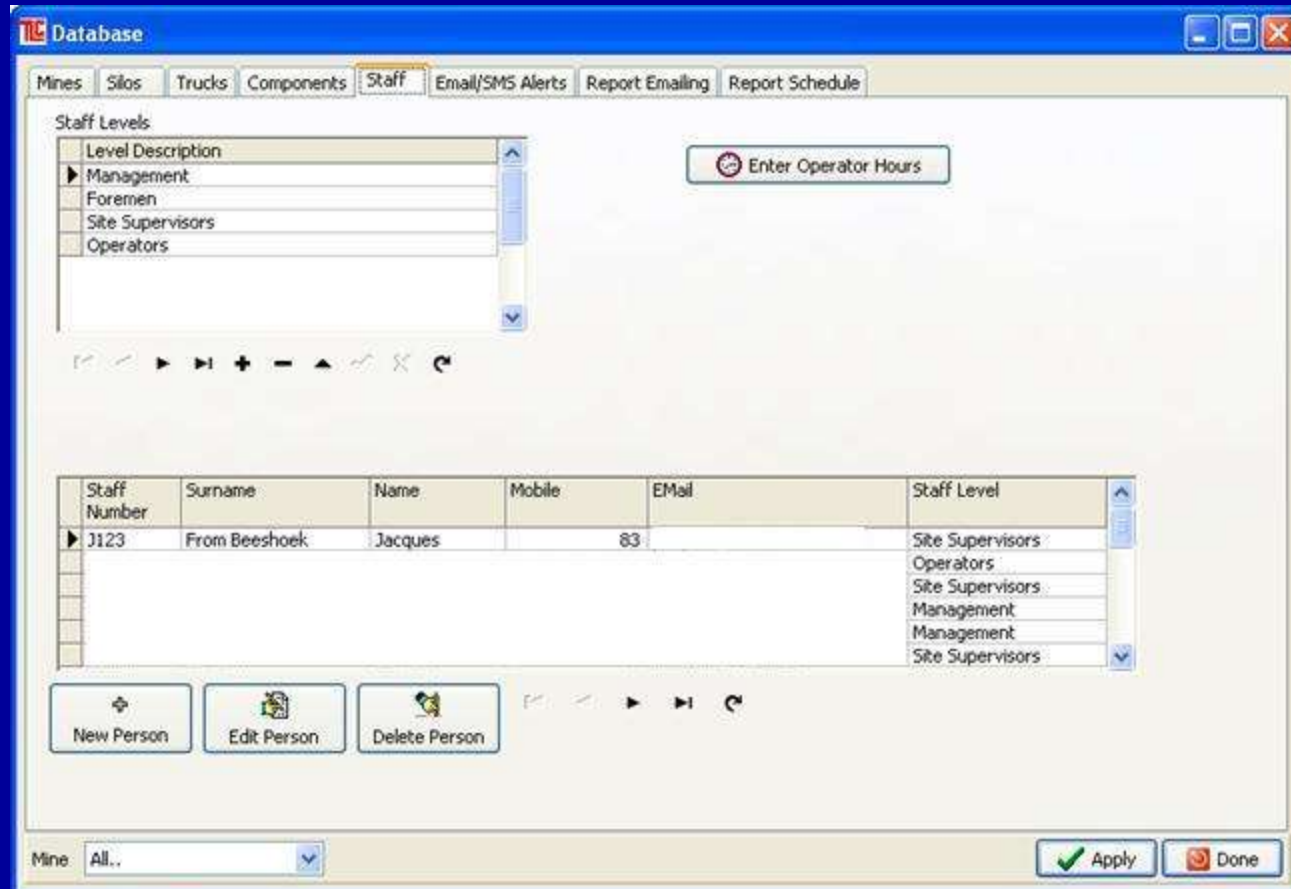 TLC Database
Mines Silos Trucks Components Staff Email/SMS Alerts Report Emailing Report Schedule
Staff Levels
Level Description
Management
Foremen
Site Supervisors
Operators
Enter Operator Hours
Staff Number Surname Name Mobile EMail Staff Level
J123 From Beeshoek Jacques 83 Site Supervisors
Operators
Site Supervisors
Management
Management
Site Supervisors
New Person Edit Person Delete Person
Mine All.. Apply Done